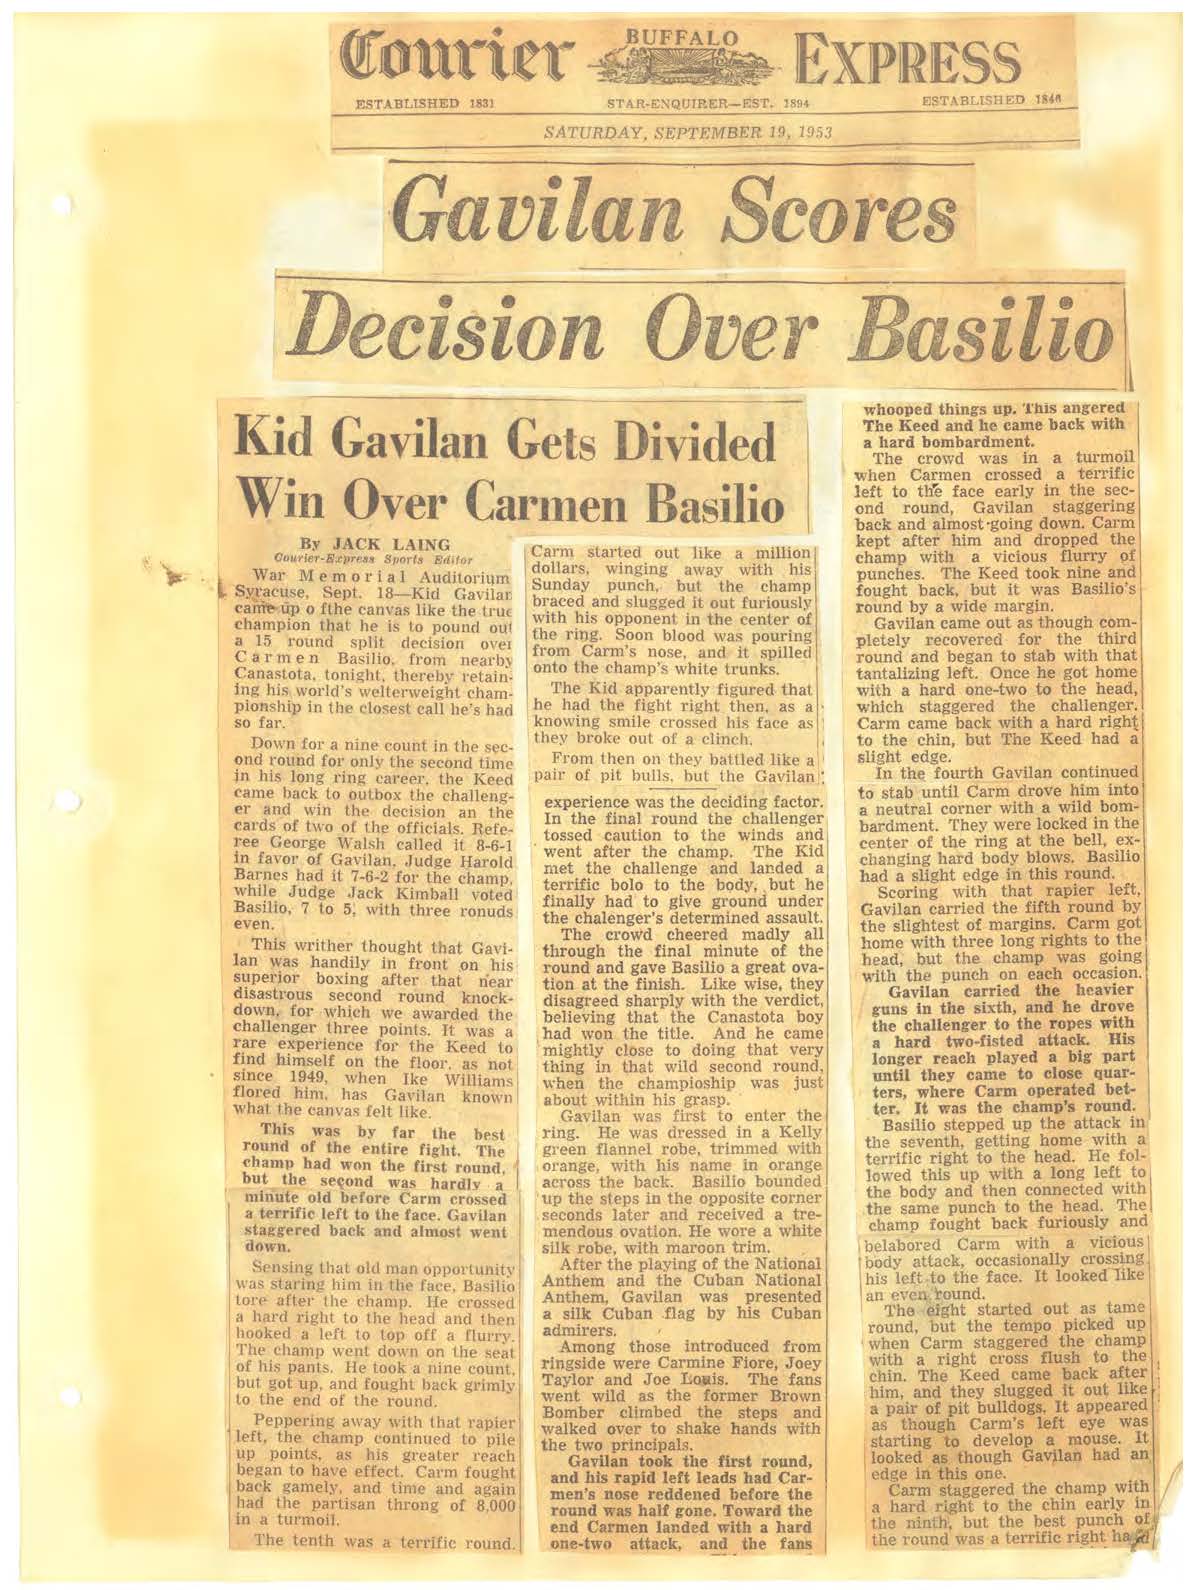 Courier BUFFALO EXPRESS
ESTABLISHED 1831 STAR-ENQUIRER—EST. 1894 ESTABLISHED 1846
SATURDAY, SEPTEMBER 19, 1953
Gavilan Scores
Decision Over Basilio
Kid Gavilan Gets Divided
Win Over Carmen Basilio
By JACK LAING
Courier-Express Sports Editor
War Memorial Auditorium
Syracuse, Sept. 18—Kid Gavilan
came up o fthe canvas like the true
champion that he is to pound out
a 15 round split decision over
Carmen Basilio, from nearby
Canastota, tonight, thereby retain-
ing his world's welterweight cham-
pionship in the closest call he's had
so far.
Down for a nine count in the sec-
ond round for only the second time
in his long ring career, the Keed
came back to outbox the challeng-
er and win the decision an the
cards of two of the officials. Refe-
ree George Walsh called it 8-6-1
in favor of Gavilan, Judge Harold
Barnes had it 7-6-2 for the champ,
while Judge Jack Kimball voted
Basilio, 7 to 5, with three ronuds
even.
This writher thought that Gavi-
lan was handily in front on his
superior boxing after that near
disastrous second round knock-
down, for which we awarded the
challenger three points. It was a
rare experience for the Keed to
find himself on the floor, as not
since 1949, when Ike Williams
flored him, has Gavilan known
what the canvas felt like.
This was by far the best
round of the entire fight. The
champ had won the first round,
but the second was hardly a
minute old before Carm crossed
a terrific left to the face. Gavilan
staggered back and almost went
down.
Sensing that old man opportunity
was staring him in the face, Basilio
tore after the champ. He crossed
a hard right to the head and then
hooked a left to top off a flurry.
The champ went down on the seat
of his pants. He took a nine count,
but got up, and fought back grimly
to the end of the round.
Peppering away with that rapier
left, the champ continued to pile
up points, as his greater reach
began to have effect. Carm fought
back gamely, and time and again
had the partisan throng of 8,000
in a turmoil.
The tenth was a terrific round.
Carm started out like a million
dollars, winging away with his
Sunday punch, but the champ
braced and slugged it out furiously
with his opponent in the center of
the ring. Soon blood was pouring
from Carm's nose, and it spilled
onto the champ's white trunks.
The Kid apparently figured that
he had the fight right then, as a
knowing smile crossed his face as
they broke out of a clinch.
From then on they battled like a
pair of pit bulls, but the Gavilan
experience was the deciding factor.
In the final round the challenger
tossed caution to the winds and
went after the champ. The Kid
met the challenge and landed a
terrific bolo to the body, but he
finally had to give ground under
the chalenger's determined assault.
The crowd cheered madly all
through the final minute of the
round and gave Basilio a great ova-
tion at the finish. Like wise, they
disagreed sharply with the verdict,
believing that the Canastota boy
had won the title. And he came
mightly close to doing that very
thing in that wild second round,
when the champioship was just
about within his grasp.
Gavilan was first to enter the
ring. He was dressed in a Kelly
green flannel robe, trimmed with
orange, with his name in orange
across the back. Basilio bounded
up the steps in the opposite corner
seconds later and received a tre-
mendous ovation. He wore a white
silk robe, with maroon trim.
After the playing of the National
Anthem and the Cuban National
Anthem, Gavilan was presented
a silk Cuban flag by his Cuban
admirers.
Among those introduced from
ringside were Carmine Fiore, Joey
Taylor and Joe Louis. The fans
went wild as the former Brown
Bomber climbed the steps and
walked over to shake hands with
the two principals.
Gavilan took the first round,
and his rapid left leads had Car-
men's nose reddened before the
round was half gone. Toward the
end Carmen landed with a hard
one-two attack, and the fans
whooped things up. This angered
The Keed and he came back with
a hard bombardment.
The crowd was in a turmoil
when Carmen crossed a terrific
left to the face early in the sec-
ond round, Gavilan staggering
back and almost going down. Carm
kept after him and dropped the
champ with a vicious flurry of
punches. The Keed took nine and
fought back, but it was Basilio's
round by a wide margin.
Gavilan came out as though com-
pletely recovered for the third
round and began to stab with that
tantalizing left. Once he got home
with a hard one-two to the head,
which staggered the challenger.
Carm came back with a hard right
to the chin, but The Keed had a
slight edge.
In the fourth Gavilan continued
to stab until Carm drove him into
a neutral corner with a wild bom-
bardment. They were locked in the
center of the ring at the bell, ex-
changing hard body blows. Basilio
had a slight edge in this round.
Scoring with that rapier left,
Gavilan carried the fifth round by
the slightest of margins. Carm got
home with three long rights to the
head, but the champ was going
with the punch on each occasion.
Gavilan carried the heavier
guns in the sixth, and he drove
the challenger to the ropes with
a hard two-fisted attack. His
longer reach played a big part
until they came to close quar-
ters, where Carm operated bet-
ter. It was the champ's round.
Basilio stepped up the attack in
the seventh, getting home with a
terrific right to the head. He fol-
lowed this up with a long left to
the body and then connected with
the same punch to the head. The
champ fought back furiously and
belabored Carm with a vicious
body attack, occasionally crossing
his left to the face. It looked like
an even round.
The eight started out as tame
round, but the tempo picked up
when Carm staggered the champ
with a right cross flush to the
chin. The Keed came back after
him, and they slugged it out like
a pair of pit bulldogs. It appeared
as though Carm's left eye was
starting to develop a mouse. It
looked as though Gavilan had an
edge in this one.
Carm staggered the champ with
a hard right to the chin early in
the ninth, but the best punch of
the round was a terrific right hand